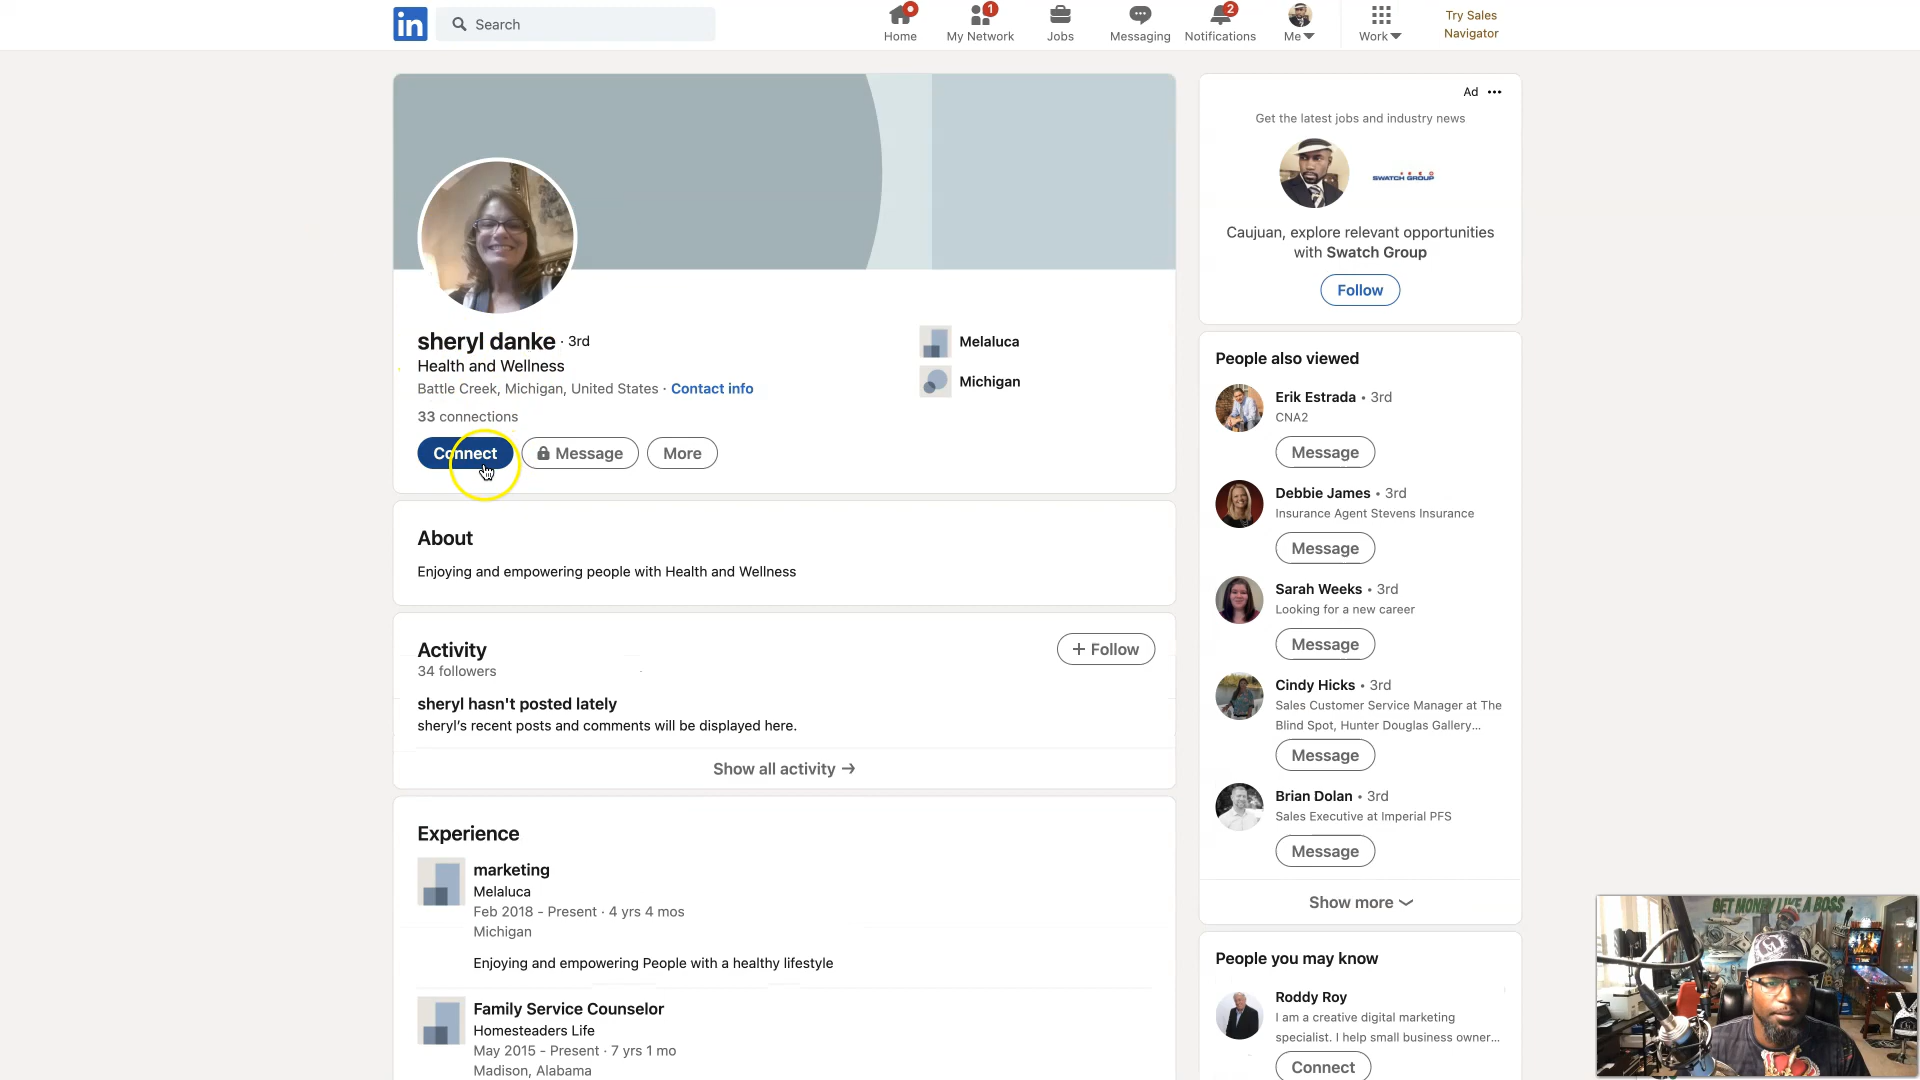 in
Search
Home
1
My Network
Jobs
Messaging
2
Notifications
Me
Work
Try Sales
Navigator
sheryl danke · 3rd
Health and Wellness
Battle Creek, Michigan, United States · Contact info
33 connections
Connect
Message
More
Melaluca
Michigan
About
Enjoying and empowering people with Health and Wellness
Activity
34 followers
+ Follow
sheryl hasn't posted lately
sheryl's recent posts and comments will be displayed here.
Show all activity →
Experience
marketing
Melaluca
Feb 2018 - Present · 4 yrs 4 mos
Michigan
Enjoying and empowering People with a healthy lifestyle
Family Service Counselor
Homesteaders Life
May 2015 - Present · 7 yrs 1 mo
Madison, Alabama
Ad •••
Get the latest jobs and industry news
SWATCH GROUP
Caujuan, explore relevant opportunities
with Swatch Group
Follow
People also viewed
Erik Estrada • 3rd
CNA2
Message
Debbie James • 3rd
Insurance Agent Stevens Insurance
Message
Sarah Weeks • 3rd
Looking for a new career
Message
Cindy Hicks • 3rd
Sales Customer Service Manager at The
Blind Spot, Hunter Douglas Gallery...
Message
Brian Dolan • 3rd
Sales Executive at Imperial PFS
Message
Show more
People you may know
Roddy Roy
I am a creative digital marketing
specialist. I help small business owner...
Connect
GET MONEY LIKE A BOSS